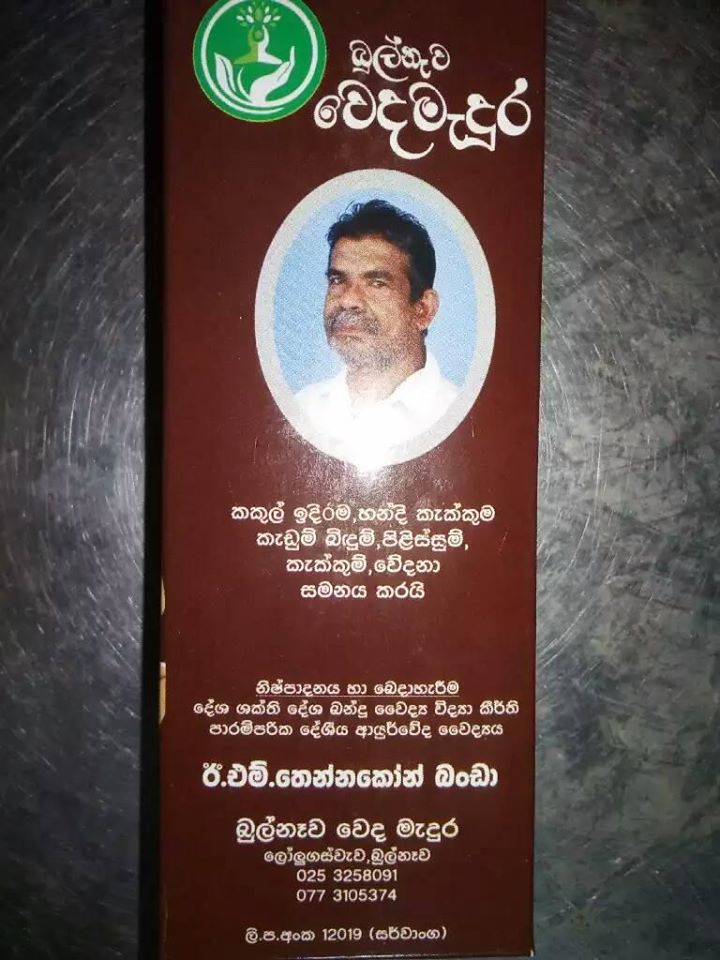 බුල්නෑව
වෙදමැදුර
කකුල් ඉදිරම,හන්දි කැක්කුම
කැඩුම් බිඳුම්,පිළිස්සුම්,
කැක්කුම්,වේදනා
සමනය කරයි
නිෂ්පාදනය හා බෙදාහැරීම
දේශ ශක්ති දේශ බන්දු වෛද්‍ය විද්‍යා කීර්ති
පාරම්පරික දේශීය ආයුර්වේද වෛද්‍යය
ඊ.එම්.තෙන්නකෝන් බංඩා
බුල්නෑව වෙද මැදුර
ලෝලුගස්වැව,බුල්නෑව
025 3258091
077 3105374
ලි.ප.අංක 12019 (සර්වාංග)